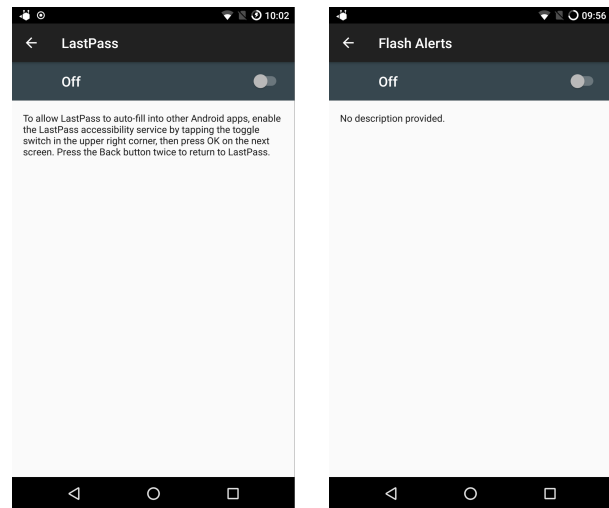 10:02
LastPass
Off
To allow LastPass to auto-fill into other Android apps, enable
the LastPass accessibility service by tapping the toggle
switch in the upper right corner, then press OK on the next
screen. Press the Back button twice to return to LastPass.
09:56
Flash Alerts
Off
No description provided.